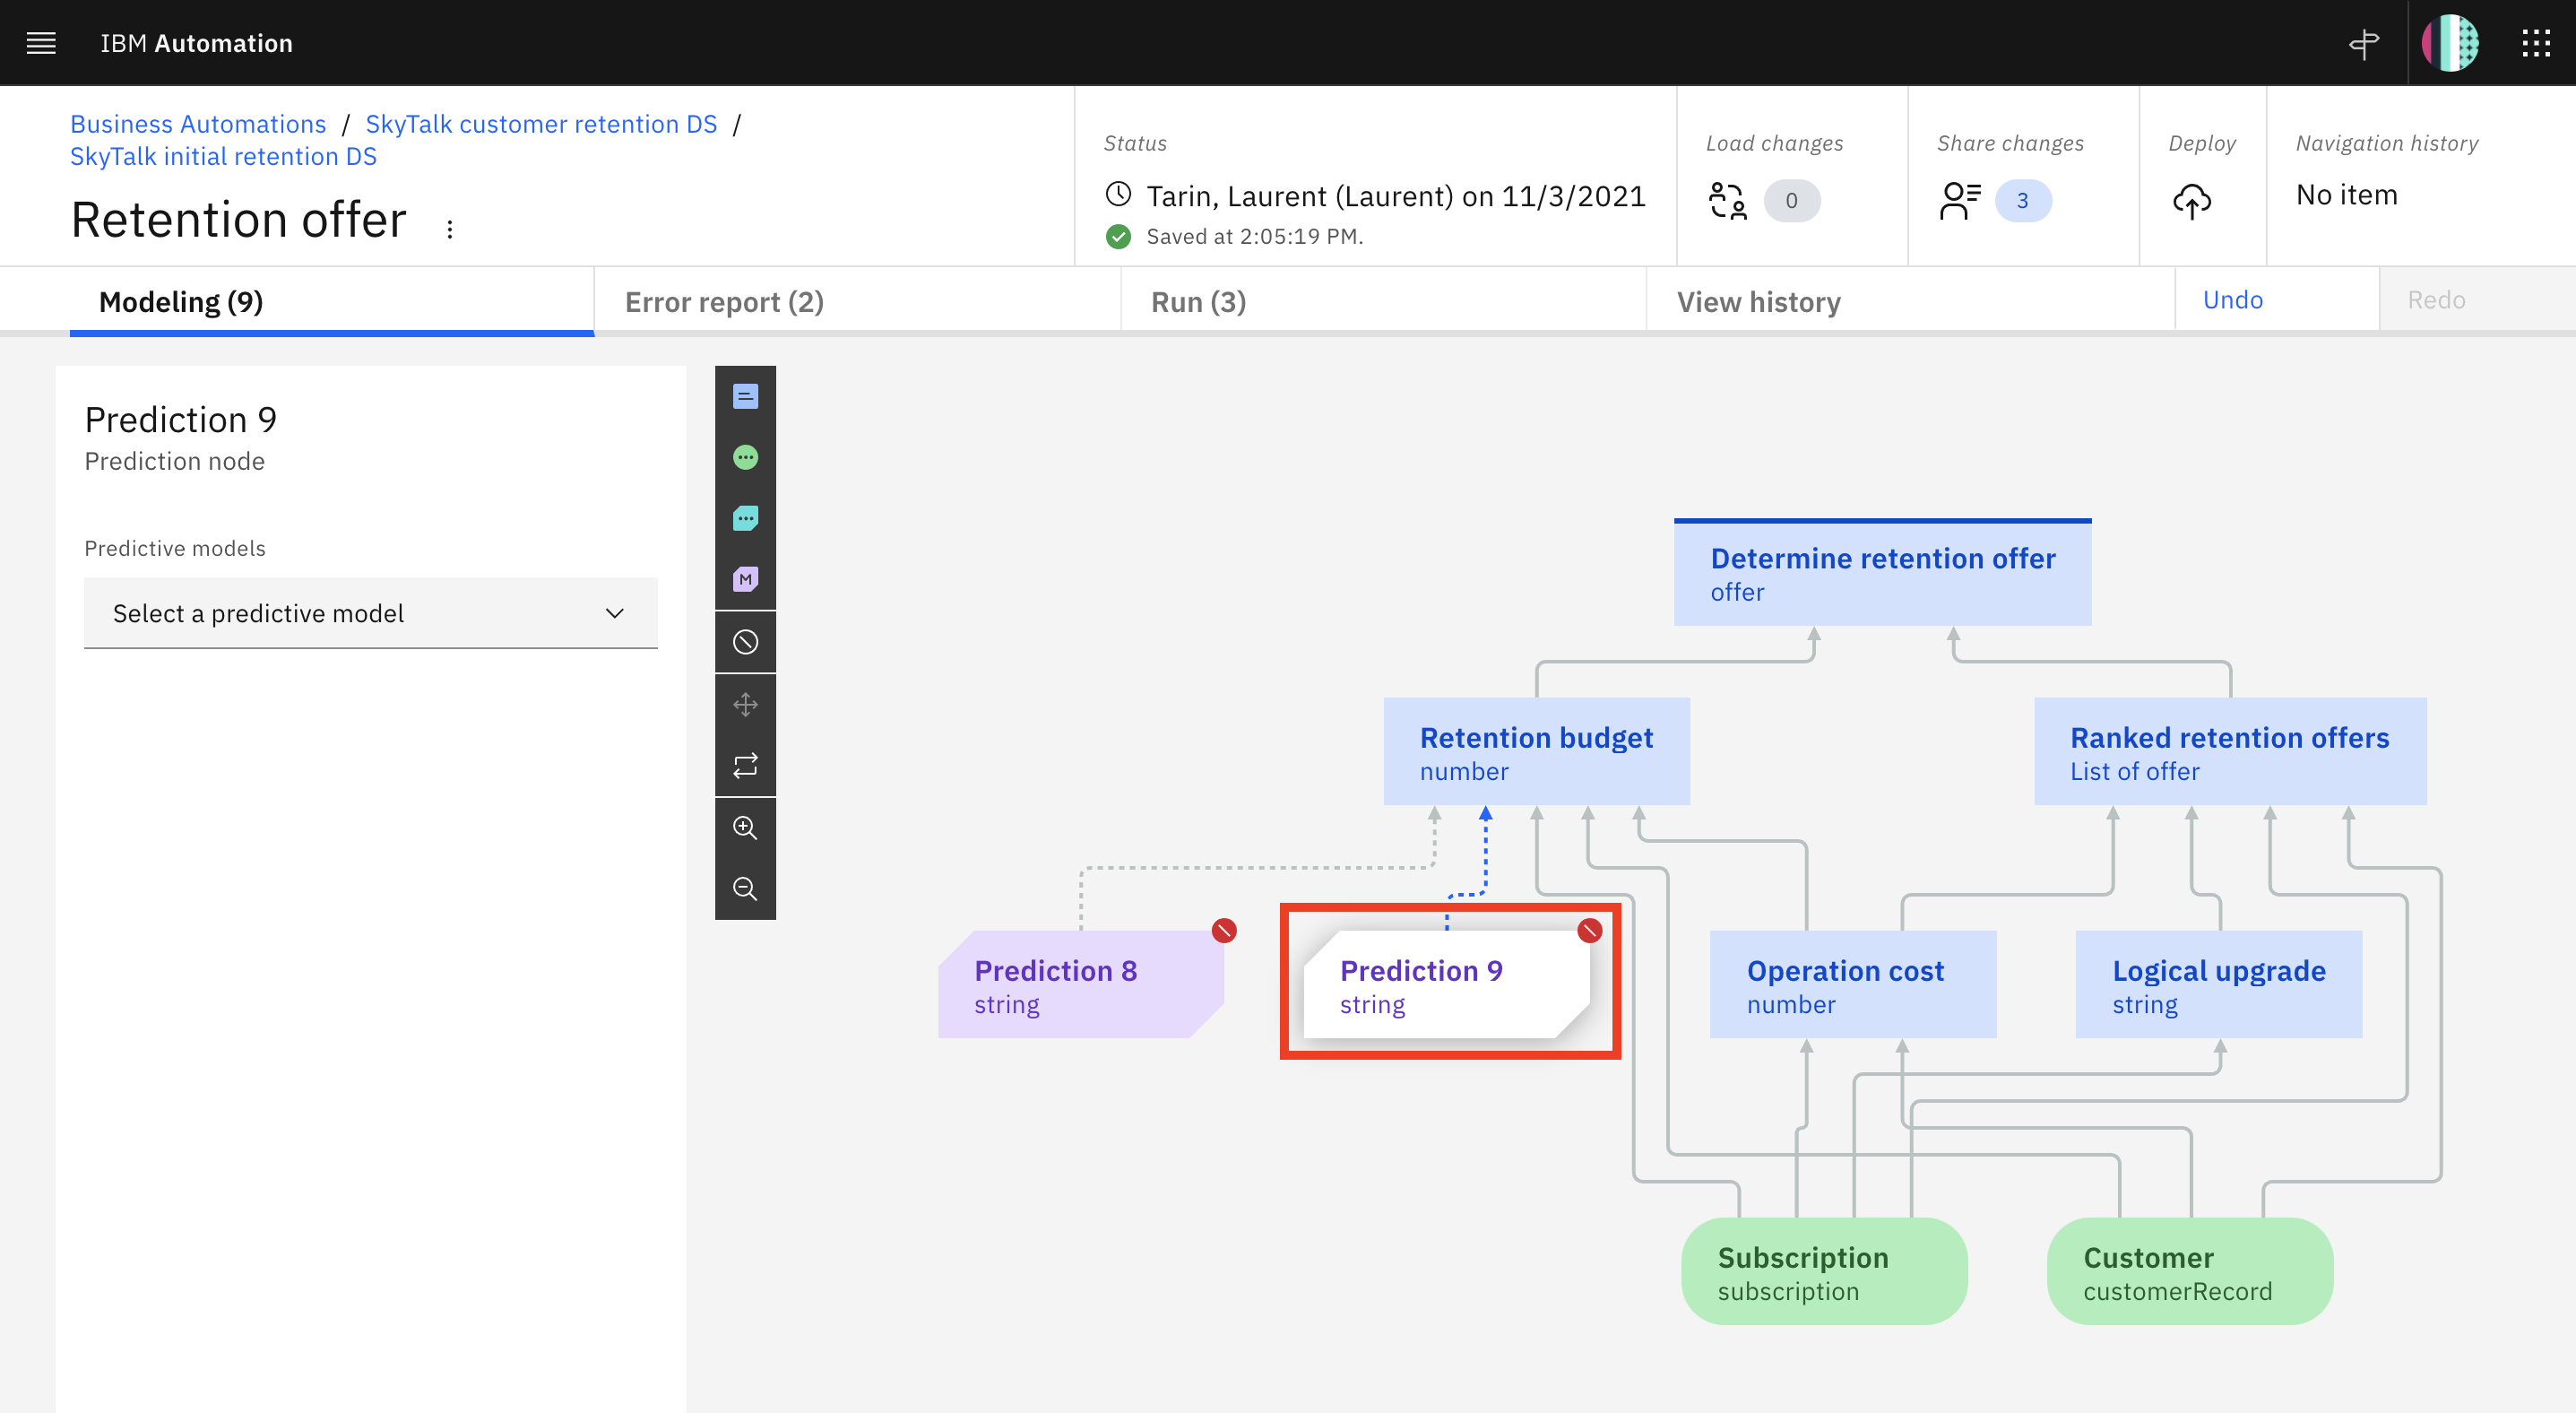 IBM Automation
Business Automations / SkyTalk customer retention DS /
SkyTalk initial retention DS
Retention offer
Status
Tarin, Laurent (Laurent) on 11/3/2021
Saved at 2:05:19 PM.
Load changes
0
Share changes
3
Deploy
Navigation history
No item
Modeling (9)
Error report (2)
Run (3)
View history
Undo
Redo
Prediction 9
Prediction node
Predictive models
Select a predictive model
M
Determine retention offer
offer
Retention budget
number
Ranked retention offers
List of offer
Prediction 8
string
Prediction 9
string
Operation cost
number
Logical upgrade
string
Subscription
subscription
Customer
customerRecord